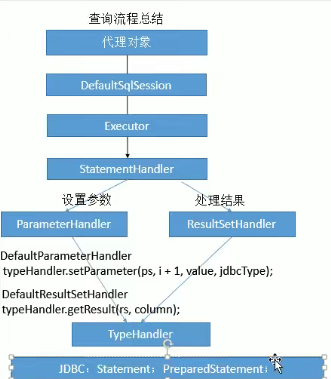 查询流程总结
代理对象
DefaultSqlSession
Executor
StatementHandler
设置参数
处理结果
ParameterHandler
ResultSetHandler
DefaultParameterHandler
typeHandler.setParameter(ps, i + 1, value, jdbcType);
DefaultResultSetHandler
typeHandler.getResult(rs, column);
TypeHandler
JDBC：Statement：PreparedStatement：